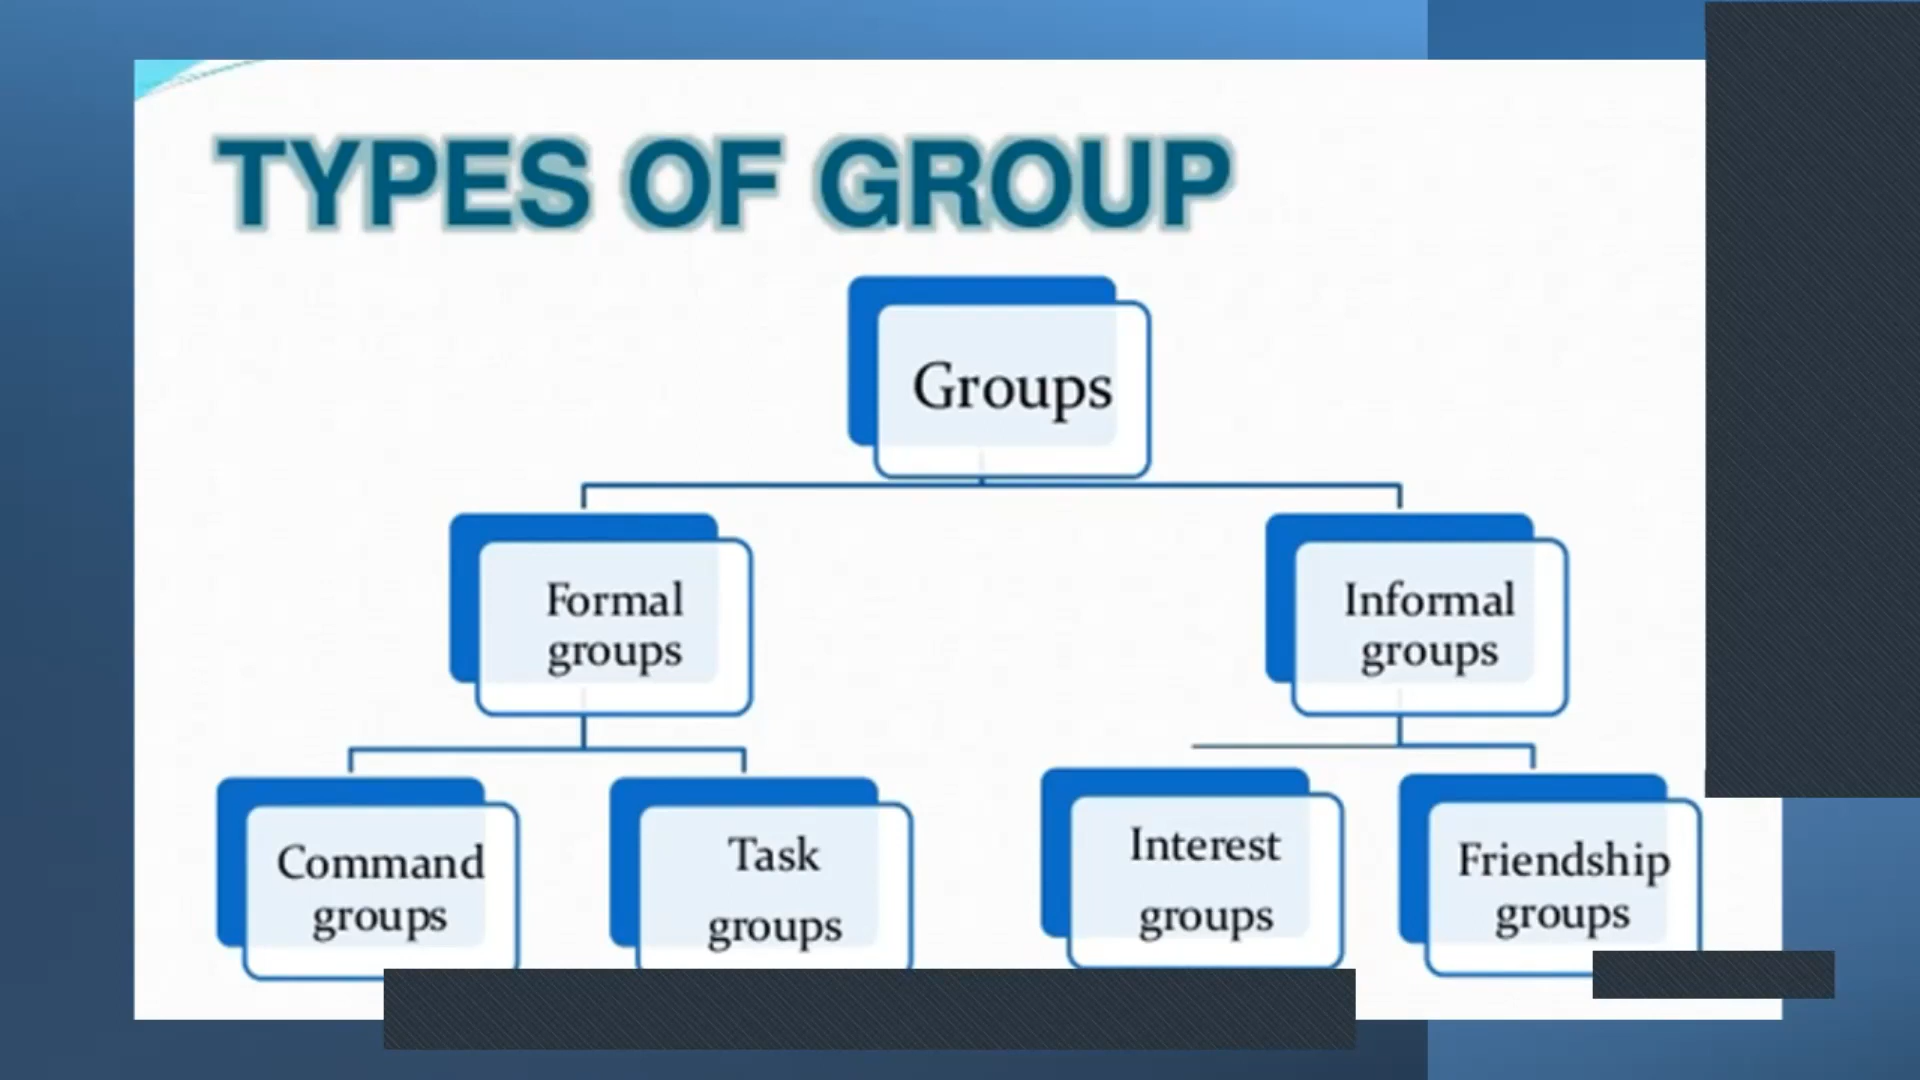 TYPES OF GROUP
Groups
Formal
groups
Informal
groups
Command
groups
Task
groups
Interest
groups
Friendship
groups